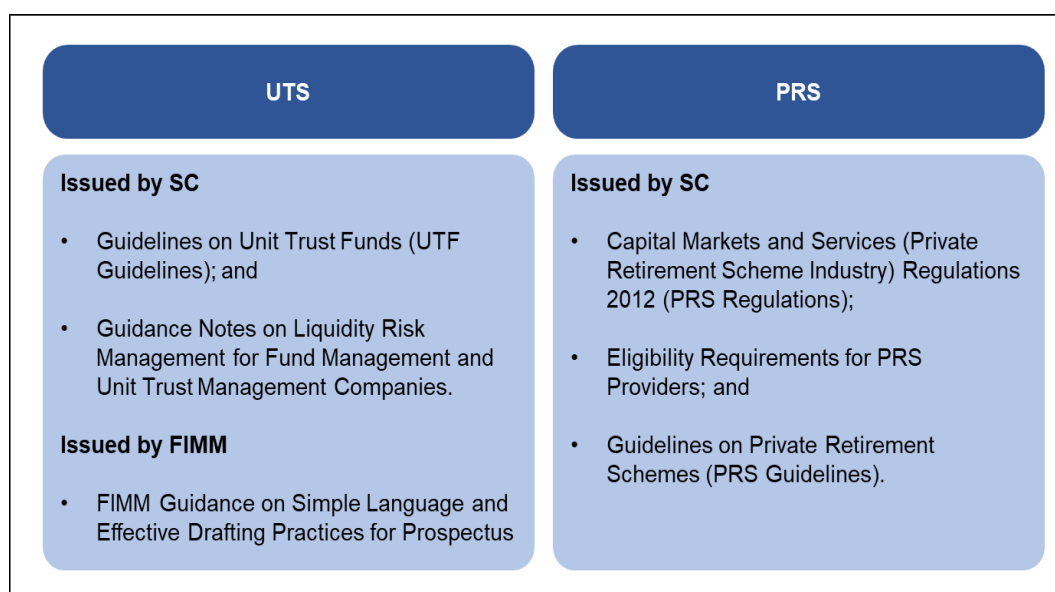 UTS
Issued by SC
• Guidelines on Unit Trust Funds (UTF
Guidelines); and
• Guidance Notes on Liquidity Risk
Management for Fund Management and
Unit Trust Management Companies.
Issued by FIMM
• FIMM Guidance on Simple Language and
Effective Drafting Practices for Prospectus
PRS
Issued by SC
• Capital Markets and Services (Private
Retirement Scheme Industry) Regulations
2012 (PRS Regulations);
• Eligibility Requirements for PRS
Providers; and
• Guidelines on Private Retirement
Schemes (PRS Guidelines).